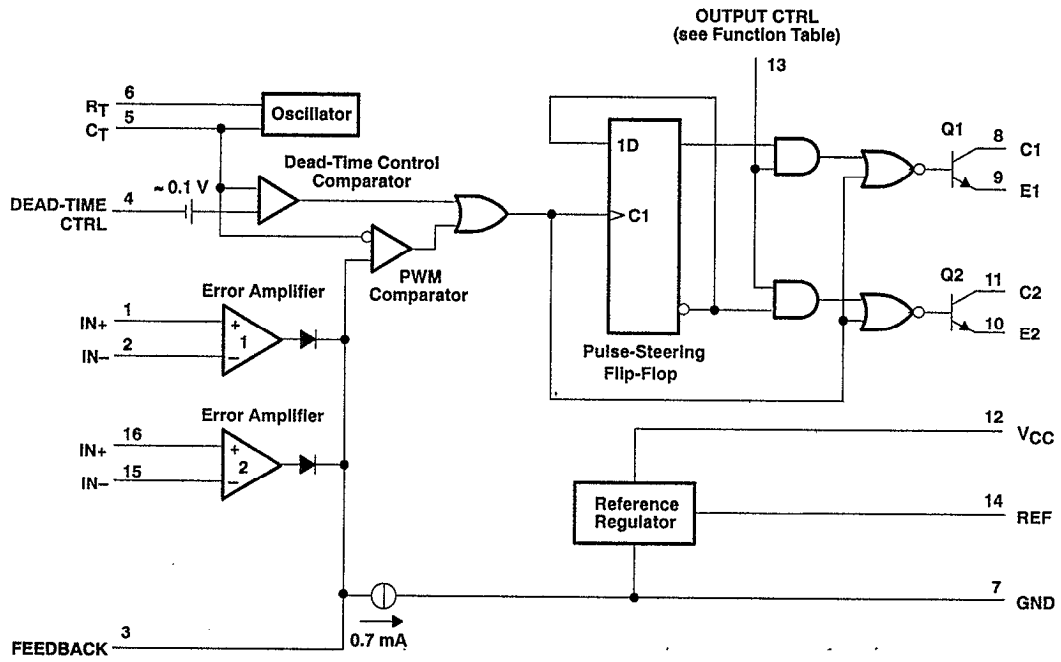 OUTPUT CTRL
(see Function Table)
13
RT
6
CT
5
Oscillator
Dead-Time Control
Comparator
~ 0.1 V
DEAD-TIME
CTRL
4
PWM
Comparator
1D
C1
Pulse-Steering
Flip-Flop
Q1
8
C1
9
E1
Q2
11
C2
10
E2
Error Amplifier
IN+
1
+
1
IN–
2
–
Error Amplifier
IN+
16
+
2
IN–
15
–
12
VCC
Reference
Regulator
14
REF
7
GND
0.7 mA
FEEDBACK
3